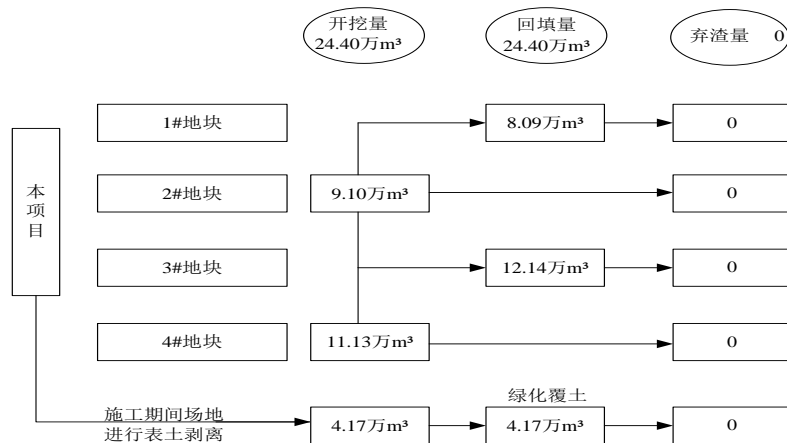 开挖量
24.40万m³
回填量
24.40万m³
弃渣量 0
本
项
目
1#地块
8.09万m³
0
2#地块
9.10万m³
0
3#地块
12.14万m³
0
4#地块
11.13万m³
0
施工期间场地
进行表土剥离
4.17万m³
绿化覆土
4.17万m³
0